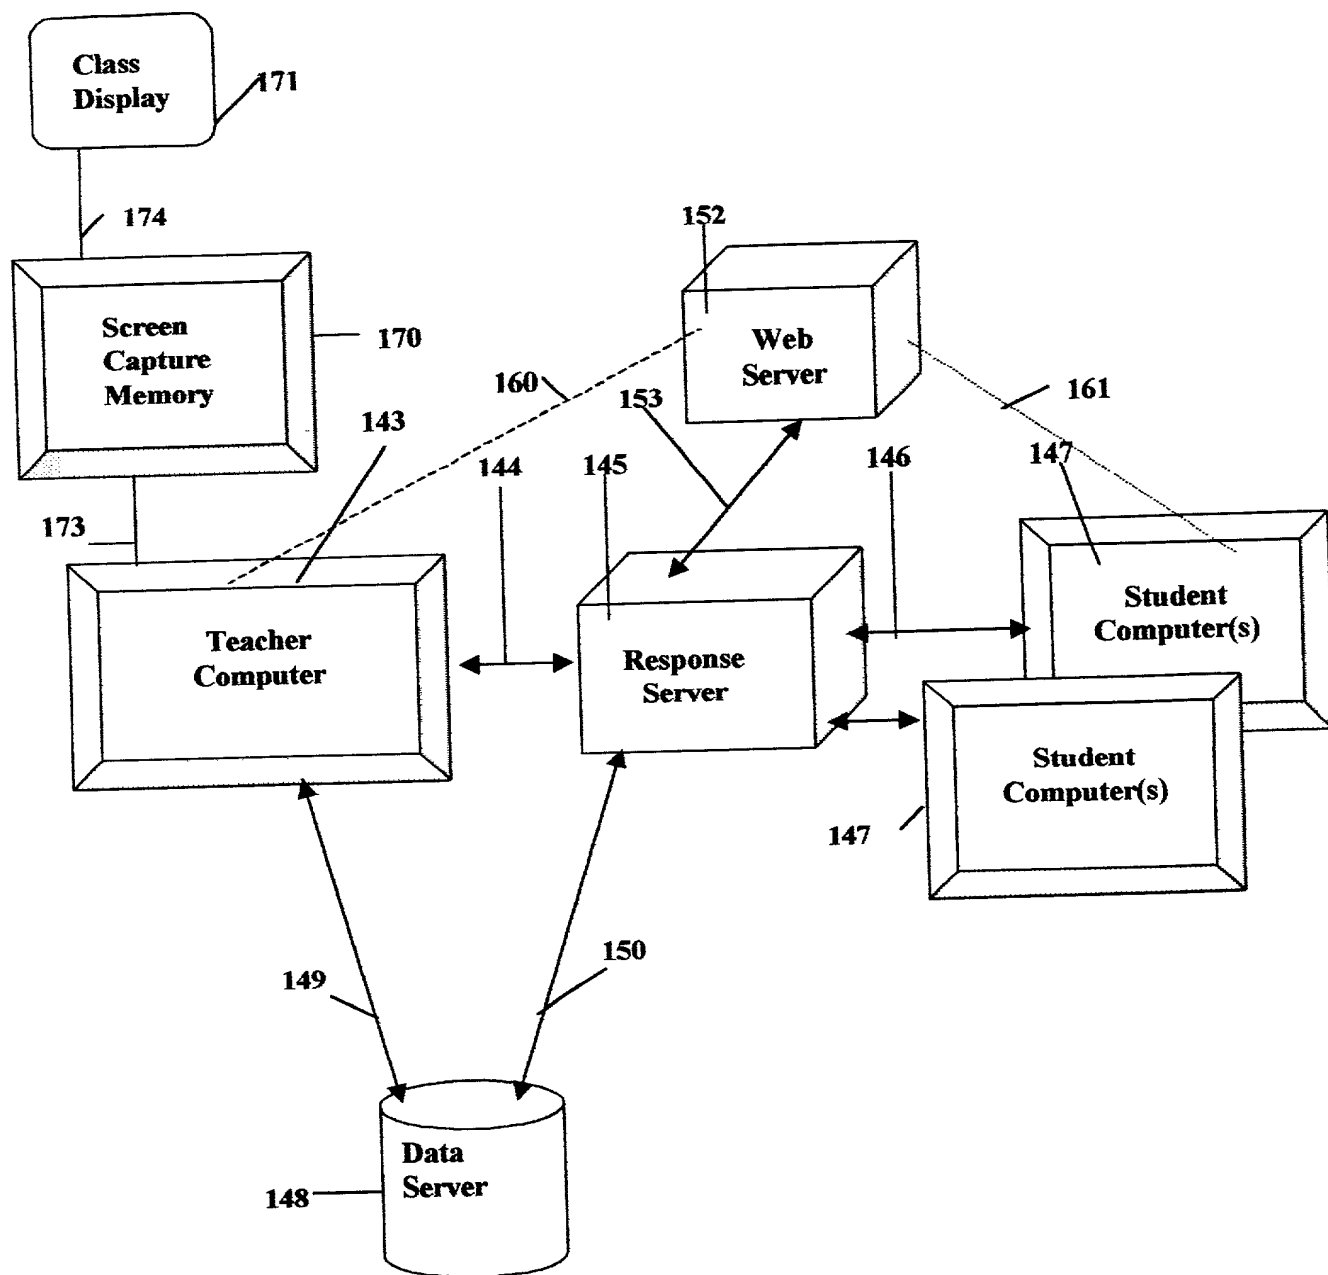 Class
Display
171
174
152
Screen
Capture
Memory
170
Web
Server
160
153
161
143
144
145
146
147
173
Teacher
Computer
Response
Server
Student
Computer(s)
Student
Computer(s)
147
149
150
Data
Server
148